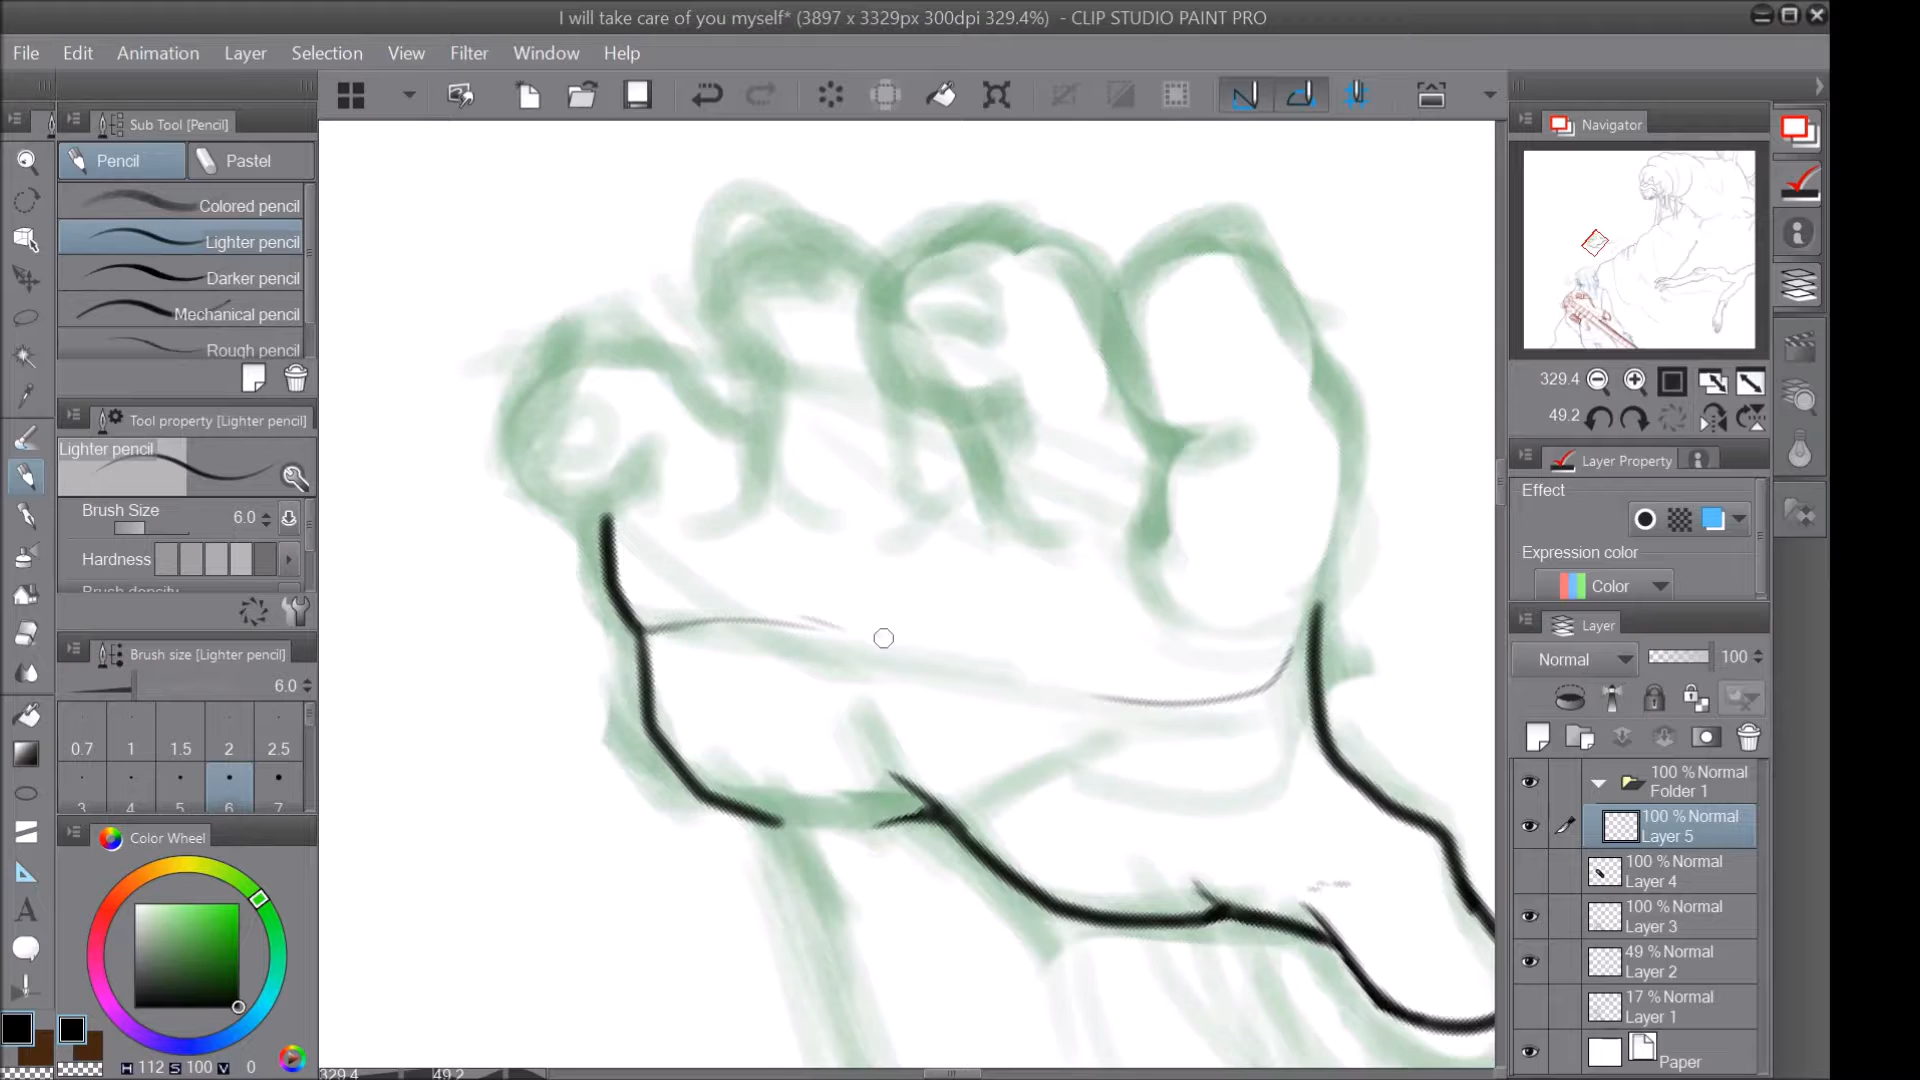 I will take care of you myself* (3897 x 3329px 300dpi 329.4%) - CLIP STUDIO PAINT PRO
File Edit Animation Layer Selection View Filter Window Help
Sub Tool [Pencil]
Pencil Pastel
Colored pencil
Lighter pencil
Darker pencil
Mechanical pencil
Rough pencil
Tool property [Lighter pencil]
Lighter pencil
Brush Size 6.0
Hardness
Brush density
Brush size [Lighter pencil]
6.0
0.7 1 1.5 2 2.5
3 4 5 6 7
Color Wheel
H 112 S 100 V 0
329.4 49.2
Navigator
329.4
49.2
Layer Property
Effect
Expression color
Color
Layer
Normal 100
100 % Normal
Folder 1
100 % Normal
Layer 5
100 % Normal
Layer 4
100 % Normal
Layer 3
49 % Normal
Layer 2
17 % Normal
Layer 1
Paper